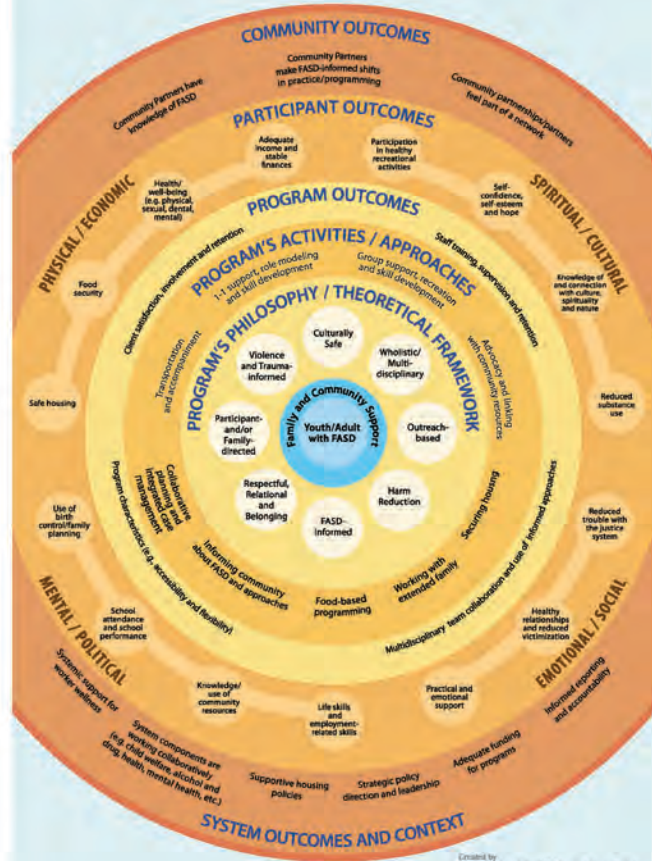 COMMUNITY OUTCOMES
Community Partners have
knowledge of FASD
Community Partners
make FASD-informed shifts
in practice/programming
Community partnerships/partners
feel part of a network
PARTICIPANT OUTCOMES
PHYSICAL / ECONOMIC
SPIRITUAL / CULTURAL
Adequate
income and
stable
finances
Participation
in healthy
recreational
activities
Health/
well-being
(e.g. physical,
sexual, dental,
mental)
Self-
confidence,
self-esteem
and hope
Food
security
Knowledge of
and connection
with culture,
spirituality
and nature
Safe housing
Reduced
substance
use
Use of
birth
control/family
planning
Reduced
trouble with
the justice
system
School
attendance
and school
performance
Healthy
relationships
and reduced
victimization
Knowledge/
use of
community
resources
Life skills
and
employment-
related skills
Practical and
emotional
support
MENTAL / POLITICAL
EMOTIONAL / SOCIAL
PROGRAM OUTCOMES
Client satisfaction, involvement and retention
Staff training, supervision and retention
Program characteristics (e.g., accessibility and flexibility)
Multidisciplinary team collaboration and use of informed approaches
PROGRAM'S ACTIVITIES / APPROACHES
1-1 support, role modeling
and skill development
Group support, recreation
and skill development
Transportation
and accompaniment
Advocacy and linking
with community resources
Collaborative
planning and
integrated case
management
Securing housing
Informing community
about FASD and approaches
Food-based
programming
Working with
extended family
PROGRAM'S PHILOSOPHY / THEORETICAL FRAMEWORK
Culturally
Safe
Violence
and Trauma-
informed
Wholistic/
Multi-
disciplinary
Participant-
and/or
Family-
directed
Outreach-
based
Respectful,
Relational
and
Belonging
Harm
Reduction
FASD-
Informed
Family and Community Support
Youth/Adult
with FASD
Systemic support for
worker wellness
System components are
working collaboratively
(e.g. child welfare, alcohol and
drug, health, mental health, etc.)
Supportive housing
policies
Strategic policy
direction and leadership
Adequate funding
for programs
Informed reporting
and accountability
SYSTEM OUTCOMES AND CONTEXT
Created by